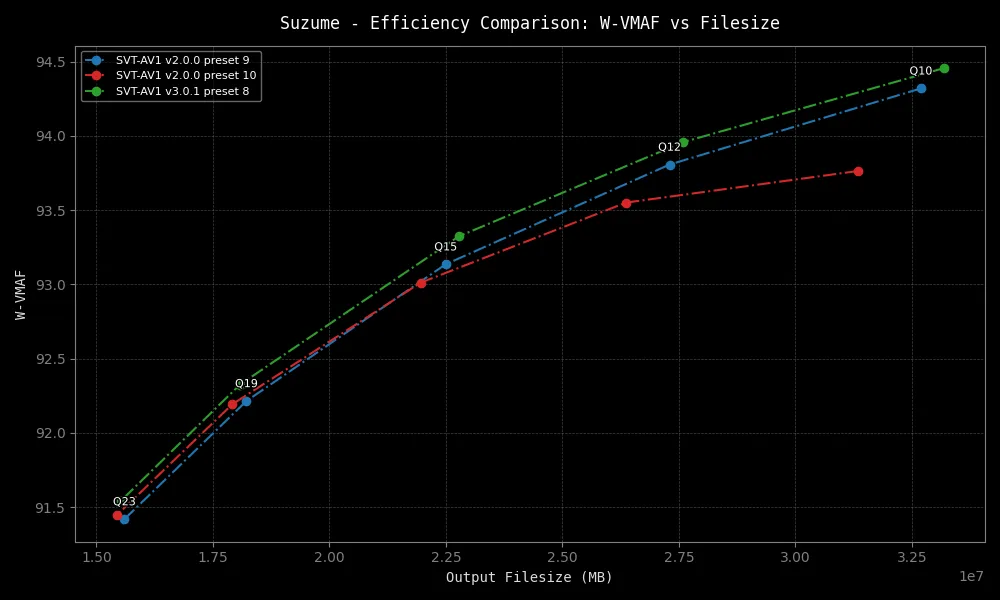 Suzume - Efficiency Comparison: W-VMAF vs Filesize
SVT-AV1 v2.0.0 preset 9
SVT-AV1 v2.0.0 preset 10
SVT-AV1 v3.0.1 preset 8
94.5
94.0
93.5
93.0
92.5
92.0
91.5
W-VMAF
Q10
Q12
Q15
Q19
Q23
1.50 1.75 2.00 2.25 2.50 2.75 3.00 3.25
1e7
Output Filesize (MB)